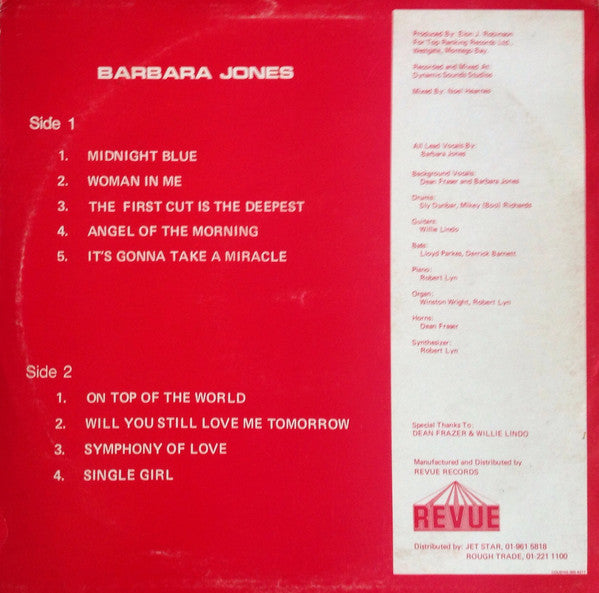 BARBARA JONES
Side 1
1. MIDNIGHT BLUE
2. WOMAN IN ME
3. THE FIRST CUT IS THE DEEPEST
4. ANGEL OF THE MORNING
5. IT'S GONNA TAKE A MIRACLE
Side 2
1. ON TOP OF THE WORLD
2. WILL YOU STILL LOVE ME TOMORROW
3. SYMPHONY OF LOVE
4. SINGLE GIRL
Produced By: Elon J. Robinson
For Top Ranking Records Ltd.,
Westgate, Montego Bay.
Recorded and Mixed At:
Dynamic Sounds Studios
Mixed By: Noel Hearnes
All Lead Vocals By:
Barbara Jones
Background Vocals:
Dean Fraser and Barbara Jones
Drums:
Sly Dunbar, Mikey (Boo) Richards
Guitars:
Willie Lindo
Bass:
Lloyd Parkes, Derrick Barnett
Piano:
Robert Lyn
Organ:
Winston Wright, Robert Lyn
Horns:
Dean Fraser
Synthesizer:
Robert Lyn
Special Thanks To:
DEAN FRAZER & WILLIE LINDO
Manufactured and Distributed by
REVUE RECORDS
REVUE
Distributed by: JET STAR, 01-961 5818
ROUGH TRADE, 01-221 1100